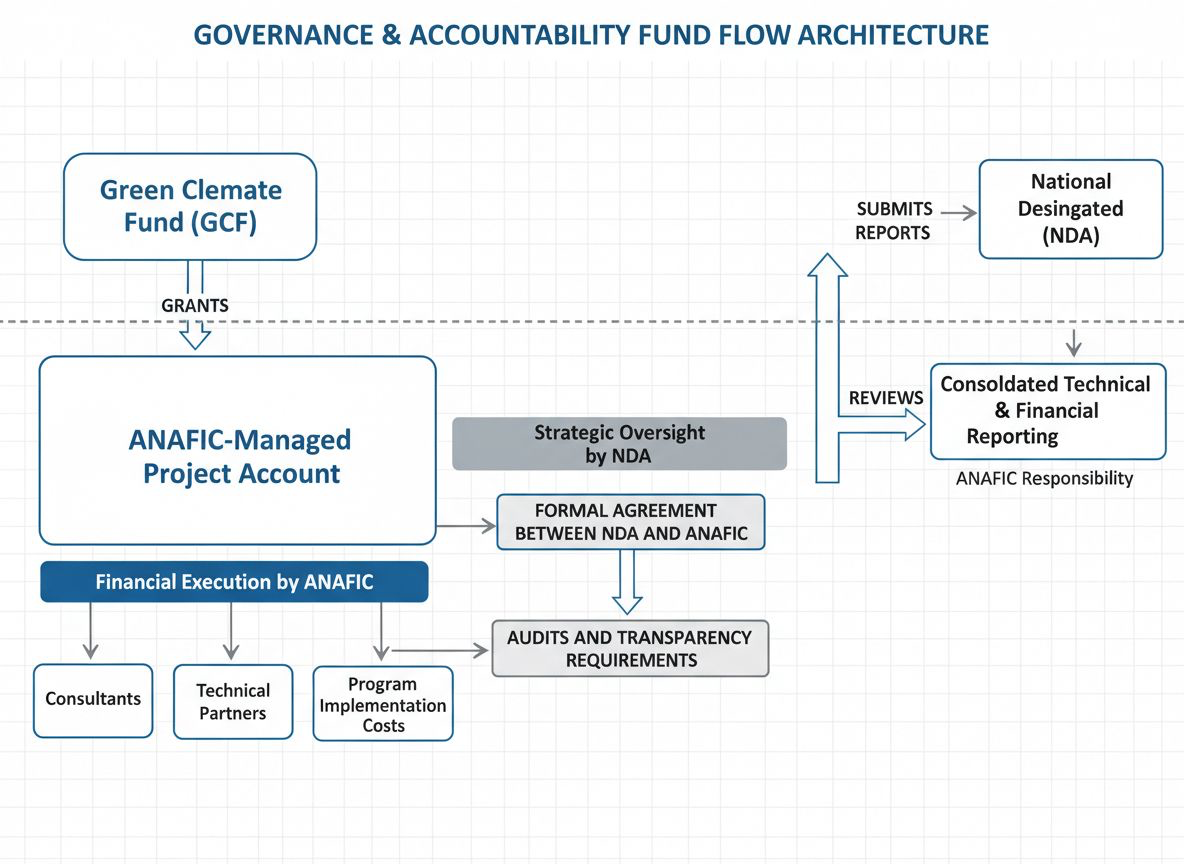 GOVERNANCE & ACCOUNTABILITY FUND FLOW ARCHITECTURE
Green Clemate
Fund (GCF)
GRANTS
SUBMITS
REPORTS
National
Desingated
(NDA)
ANAFIC-Managed
Project Account
Strategic Oversight
by NDA
REVIEWS
Consoldated Technical
& Financial
Reporting
ANAFIC Responsibility
FORMAL AGREEMENT
BETWEEN NDA AND ANAFIC
Financial Execution by ANAFIC
AUDITS AND TRANSPARENCY
REQUIREMENTS
Consultants
Technical
Partners
Program
Implementation
Costs